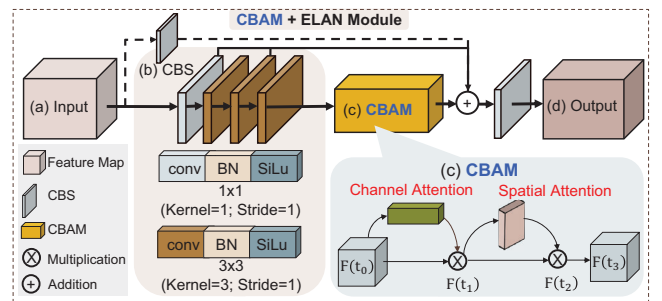 CBAM + ELAN Module
(a) Input
(b) CBS
(c) CBAM
(d) Output
Feature Map
CBS
CBAM
Multiplication
Addition
conv BN SiLu
1x1
(Kernel=1; Stride=1)
conv BN SiLu
3x3
(Kernel=3; Stride=1)
(c) CBAM
Channel Attention
Spatial Attention
F(t₀)
F(t₁)
F(t₂)
F(t₃)